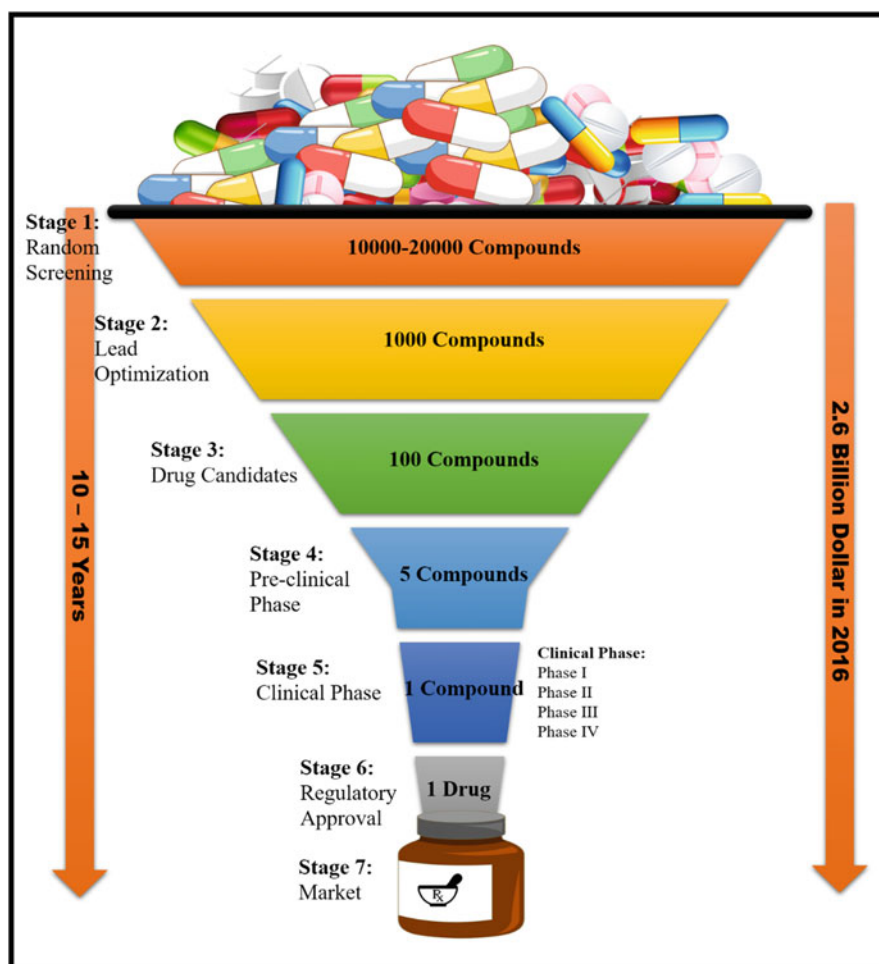 Stage 1:
Random
Screening
10000-20000 Compounds
Stage 2:
Lead
Optimization
1000 Compounds
Stage 3:
Drug Candidates
100 Compounds
Stage 4:
Pre-clinical
Phase
5 Compounds
Stage 5:
Clinical Phase
1 Compound
Clinical Phase:
Phase I
Phase II
Phase III
Phase IV
Stage 6:
Regulatory
Approval
1 Drug
Stage 7:
Market
Rx
10 – 15 Years
2.6 Billion Dollar in 2016